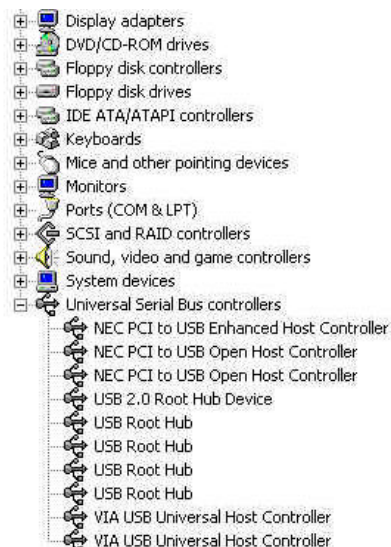 Display adapters
DVD/CD-ROM drives
Floppy disk controllers
Floppy disk drives
IDE ATA/ATAPI controllers
Keyboards
Mice and other pointing devices
Monitors
Ports (COM & LPT)
SCSI and RAID controllers
Sound, video and game controllers
System devices
Universal Serial Bus controllers
NEC PCI to USB Enhanced Host Controller
NEC PCI to USB Open Host Controller
NEC PCI to USB Open Host Controller
USB 2.0 Root Hub Device
USB Root Hub
USB Root Hub
USB Root Hub
USB Root Hub
VIA USB Universal Host Controller
VIA USB Universal Host Controller